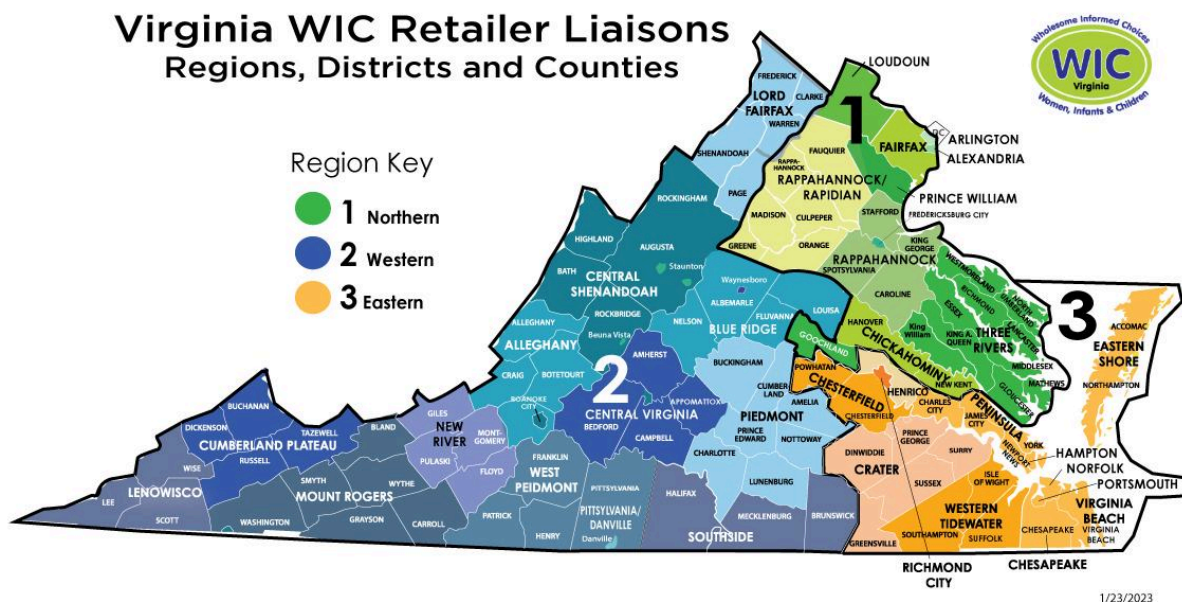 Virginia WIC Retailer Liaisons
Regions, Districts and Counties
Wholesome Informed Choices
WIC
Virginia
Women, Infants & Children
Region Key
1 Northern
2 Western
3 Eastern
1
2
3
LOUDOUN
FREDERICK
CLARKE
LORD
FAIRFAX
WARREN
SHENANDOAH
PAGE
DC
ARLINGTON
ALEXANDRIA
FAIRFAX
FAUQUIER
RAPPA-
HANNOCK
RAPPAHANNOCK/
RAPIDIAN
PRINCE WILLIAM
STAFFORD
FREDERICKSBURG CITY
MADISON
CULPEPER
GREENE
ORANGE
KING
GEORGE
RAPPAHANNOCK
SPOTSYLVANIA
CAROLINE
WESTMORELAND
RICHMOND
NORTH
UMBERLAND
ESSEX
LANCASTER
King
William
KING A.
QUEEN
THREE
RIVERS
MIDDLESEX
MATHEWS
GLOUCESTER
HANOVER
CHICKAHOMINY
NEW KENT
GOOCHLAND
ROCKINGHAM
HIGHLAND
AUGUSTA
Staunton
BATH
CENTRAL
SHENANDOAH
ROCKBRIDGE
Beuna Vista
Waynesboro
ALBEMARLE
LOUISA
FLUVANNA
NELSON
BLUE RIDGE
ALLEGHANY
ALLEGHANY
CRAIG
BOTETOURT
ROANOKE
CITY
AMHERST
APPOMATTOX
CENTRAL VIRGINIA
BEDFORD
CAMPBELL
BUCKINGHAM
CUMBER
LAND
AMELIA
PIEDMONT
PRINCE
EDWARD
NOTTOWAY
CHARLOTTE
LUNENBURG
BUCHANAN
DICKENSON
TAZEWELL
CUMBERLAND PLATEAU
RUSSELL
WISE
LENOWISCO
LEE
SCOTT
BLAND
SMYTH
WYTHE
MOUNT ROGERS
WASHINGTON
GRAYSON
CARROLL
GILES
NEW
RIVER
MONT-
GOMERY
PULASKI
FLOYD
FRANKLIN
WEST
PEIDMONT
PATRICK
HENRY
PITTSYLVANIA
PITTSYLVANIA/
DANVILLE
Danville
HALIFAX
MECKLENBURG
BRUNSWICK
SOUTHSIDE
POWHATAN
CHESTERFIELD
CHESTERFIELD
HENRICO
CHARLES
CITY
JAMES
CITY
PENINSULA
YORK
NEWPORT
NEWS
HAMPTON
NORFOLK
PORTSMOUTH
DINWIDDIE
PRINCE
GEORGE
SURRY
CRATER
SUSSEX
GREENSVILLE
ISLE
OF WIGHT
WESTERN
TIDEWATER
SOUTHAMPTON
SUFFOLK
CHESAPEAKE
VIRGINIA
BEACH
VIRGINIA
BEACH
CHESAPEAKE
RICHMOND
CITY
ACCOMAC
EASTERN
SHORE
NORTHAMPTON
1/23/2023